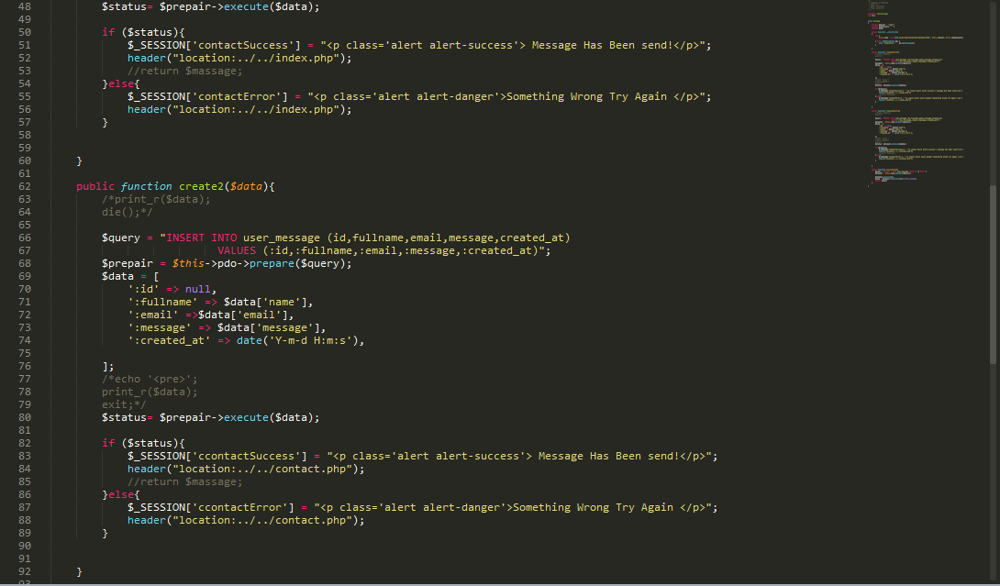 48 $status= $prepair->execute($data);
49
50 if ($status){
51 $_SESSION['contactSuccess'] = "<p class='alert alert-success'> Message Has Been send!</p>";
52 header("location:../../index.php");
53 //return $massage;
54 }else{
55 $_SESSION['contactError'] = "<p class='alert alert-danger'>Something Wrong Try Again </p>";
56 header("location:../../index.php");
57 }
58
59
60 }
61
62 public function create2($data){
63 /*print_r($data);
64 die();*/
65
66 $query = "INSERT INTO user_message (id,fullname,email,message,created_at)
67 VALUES (:id,:fullname,:email,:message,:created_at)";
68 $prepair = $this->pdo->prepare($query);
69 $data = [
70 ':id' => null,
71 ':fullname' => $data['name'],
72 ':email' =>$data['email'],
73 ':message' => $data['message'],
74 ':created_at' => date('Y-m-d H:m:s'),
75
76 ];
77 /*echo '<pre>';
78 print_r($data);
79 exit;*/
80 $status= $prepair->execute($data);
81
82 if ($status){
83 $_SESSION['ccontactSuccess'] = "<p class='alert alert-success'> Message Has Been send!</p>";
84 header("location:../../contact.php");
85 //return $massage;
86 }else{
87 $_SESSION['ccontactError'] = "<p class='alert alert-danger'>Something Wrong Try Again </p>";
88 header("location:../../contact.php");
89 }
90
91
92 }
93